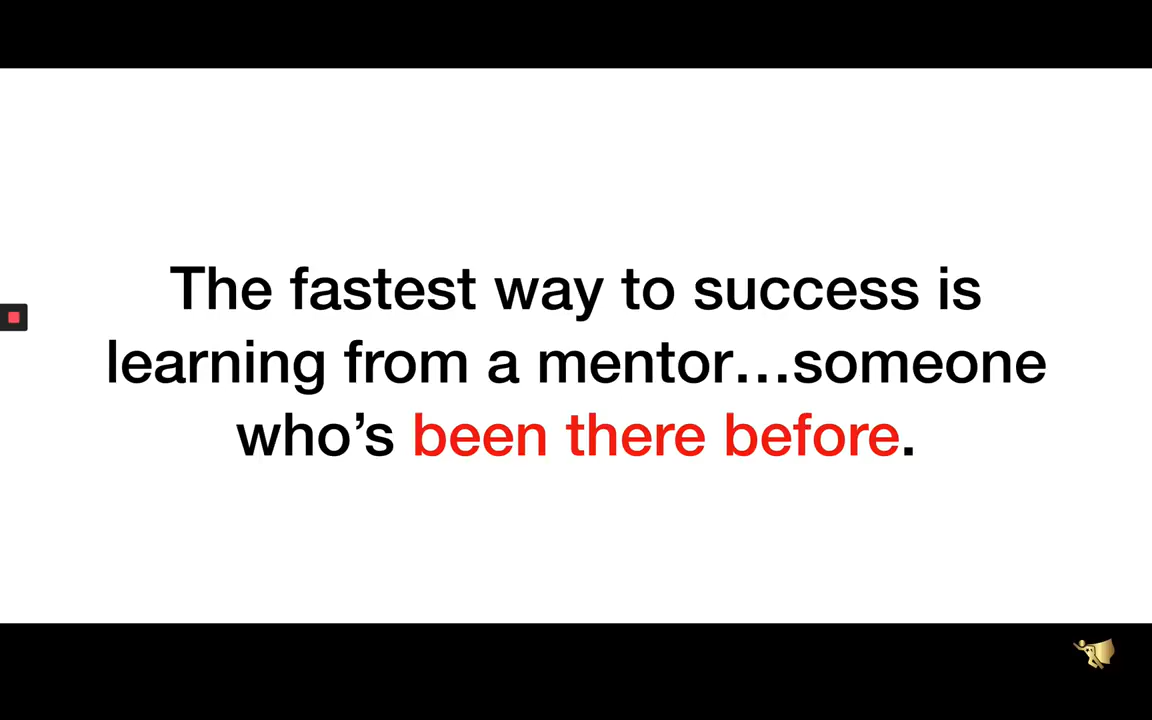 The fastest way to success is
learning from a mentor…someone
who’s been there before.